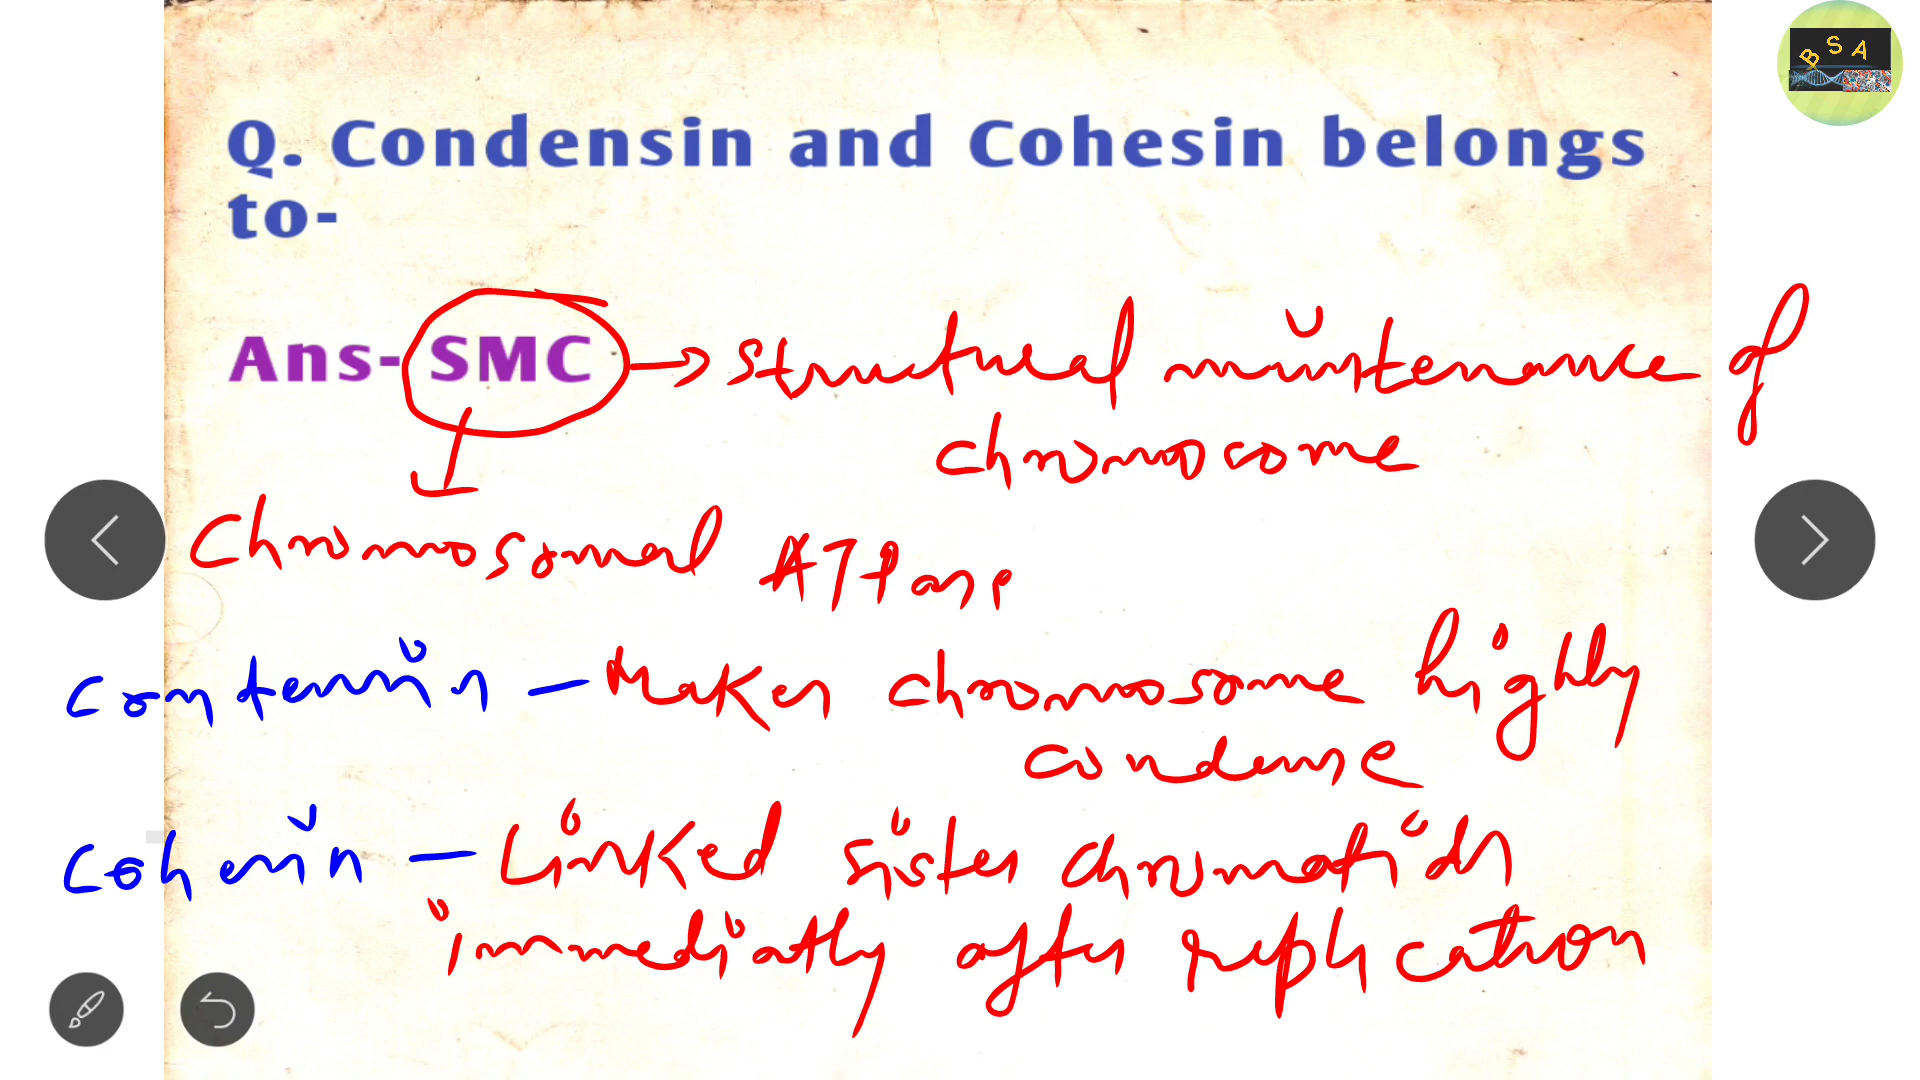 BSA
Q. Condensin and Cohesin belongs
to-
Ans- SMC → structural maintenance of
chromosome
Chromosomal ATPase
contensin - Makes chromosome highly
condense
cohesin - Linked sister chromatids
immediatly after replication